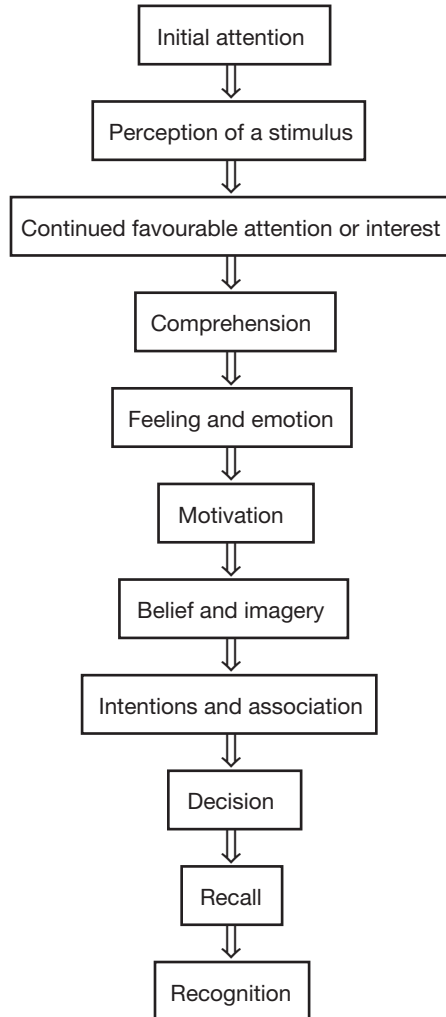 Initial attention
Perception of a stimulus
Continued favourable attention or interest
Comprehension
Feeling and emotion
Motivation
Belief and imagery
Intentions and association
Decision
Recall
Recognition